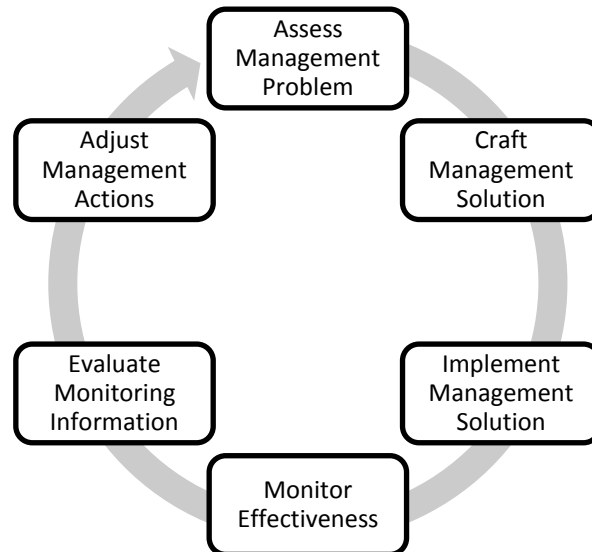 Assess
Management
Problem
Craft
Management
Solution
Implement
Management
Solution
Monitor
Effectiveness
Evaluate
Monitoring
Information
Adjust
Management
Actions